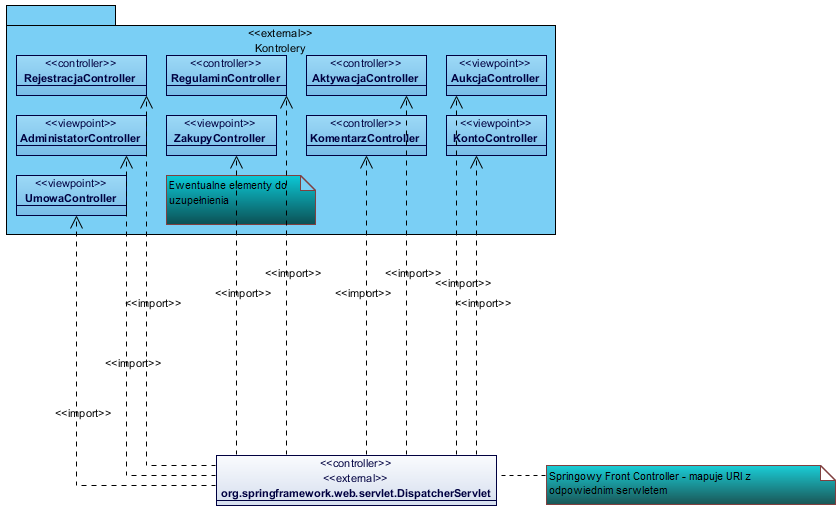 <<external>>
Kontrolery
<<controller>>
RejestracjaController
<<controller>>
RegulaminController
<<controller>>
AktywacjaController
<<viewpoint>>
AukcjaController
<<viewpoint>>
AdministatorController
<<viewpoint>>
ZakupyController
<<controller>>
KomentarzController
<<viewpoint>>
KontoController
<<viewpoint>>
UmowaController
Ewentualne elementy do
uzupełnienia
<<import>>
<<import>>
<<import>>
<<import>>
<<import>>
<<import>>
<<import>>
<<import>>
<<import>>
<<controller>>
<<external>>
org.springframework.web.servlet.DispatcherServlet
Springowy Front Controller - mapuje URI z
odpowiednim serwletem